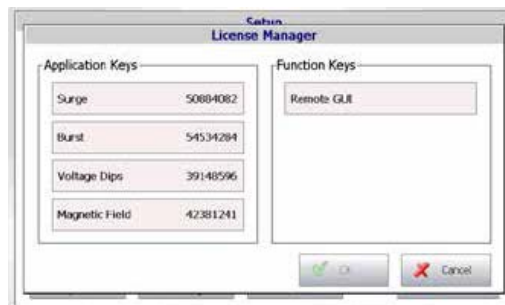 Setup
License Manager
Application Keys
Surge 50884082
Burst 54534284
Voltage Dips 39148596
Magnetic Field 42381241
Function Keys
Remote GUI
Ok
Cancel